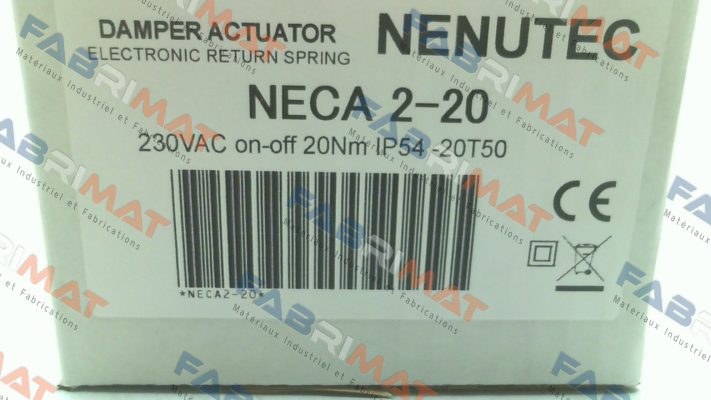 DAMPER ACTUATOR
NENUTEC
ELECTRONIC RETURN SPRING
NECA 2-20
230VAC on-off 20Nm IP54 -20T50
CE
*NECA2-20*
FABRIMAT
Matériaux Industriel et Fabrications